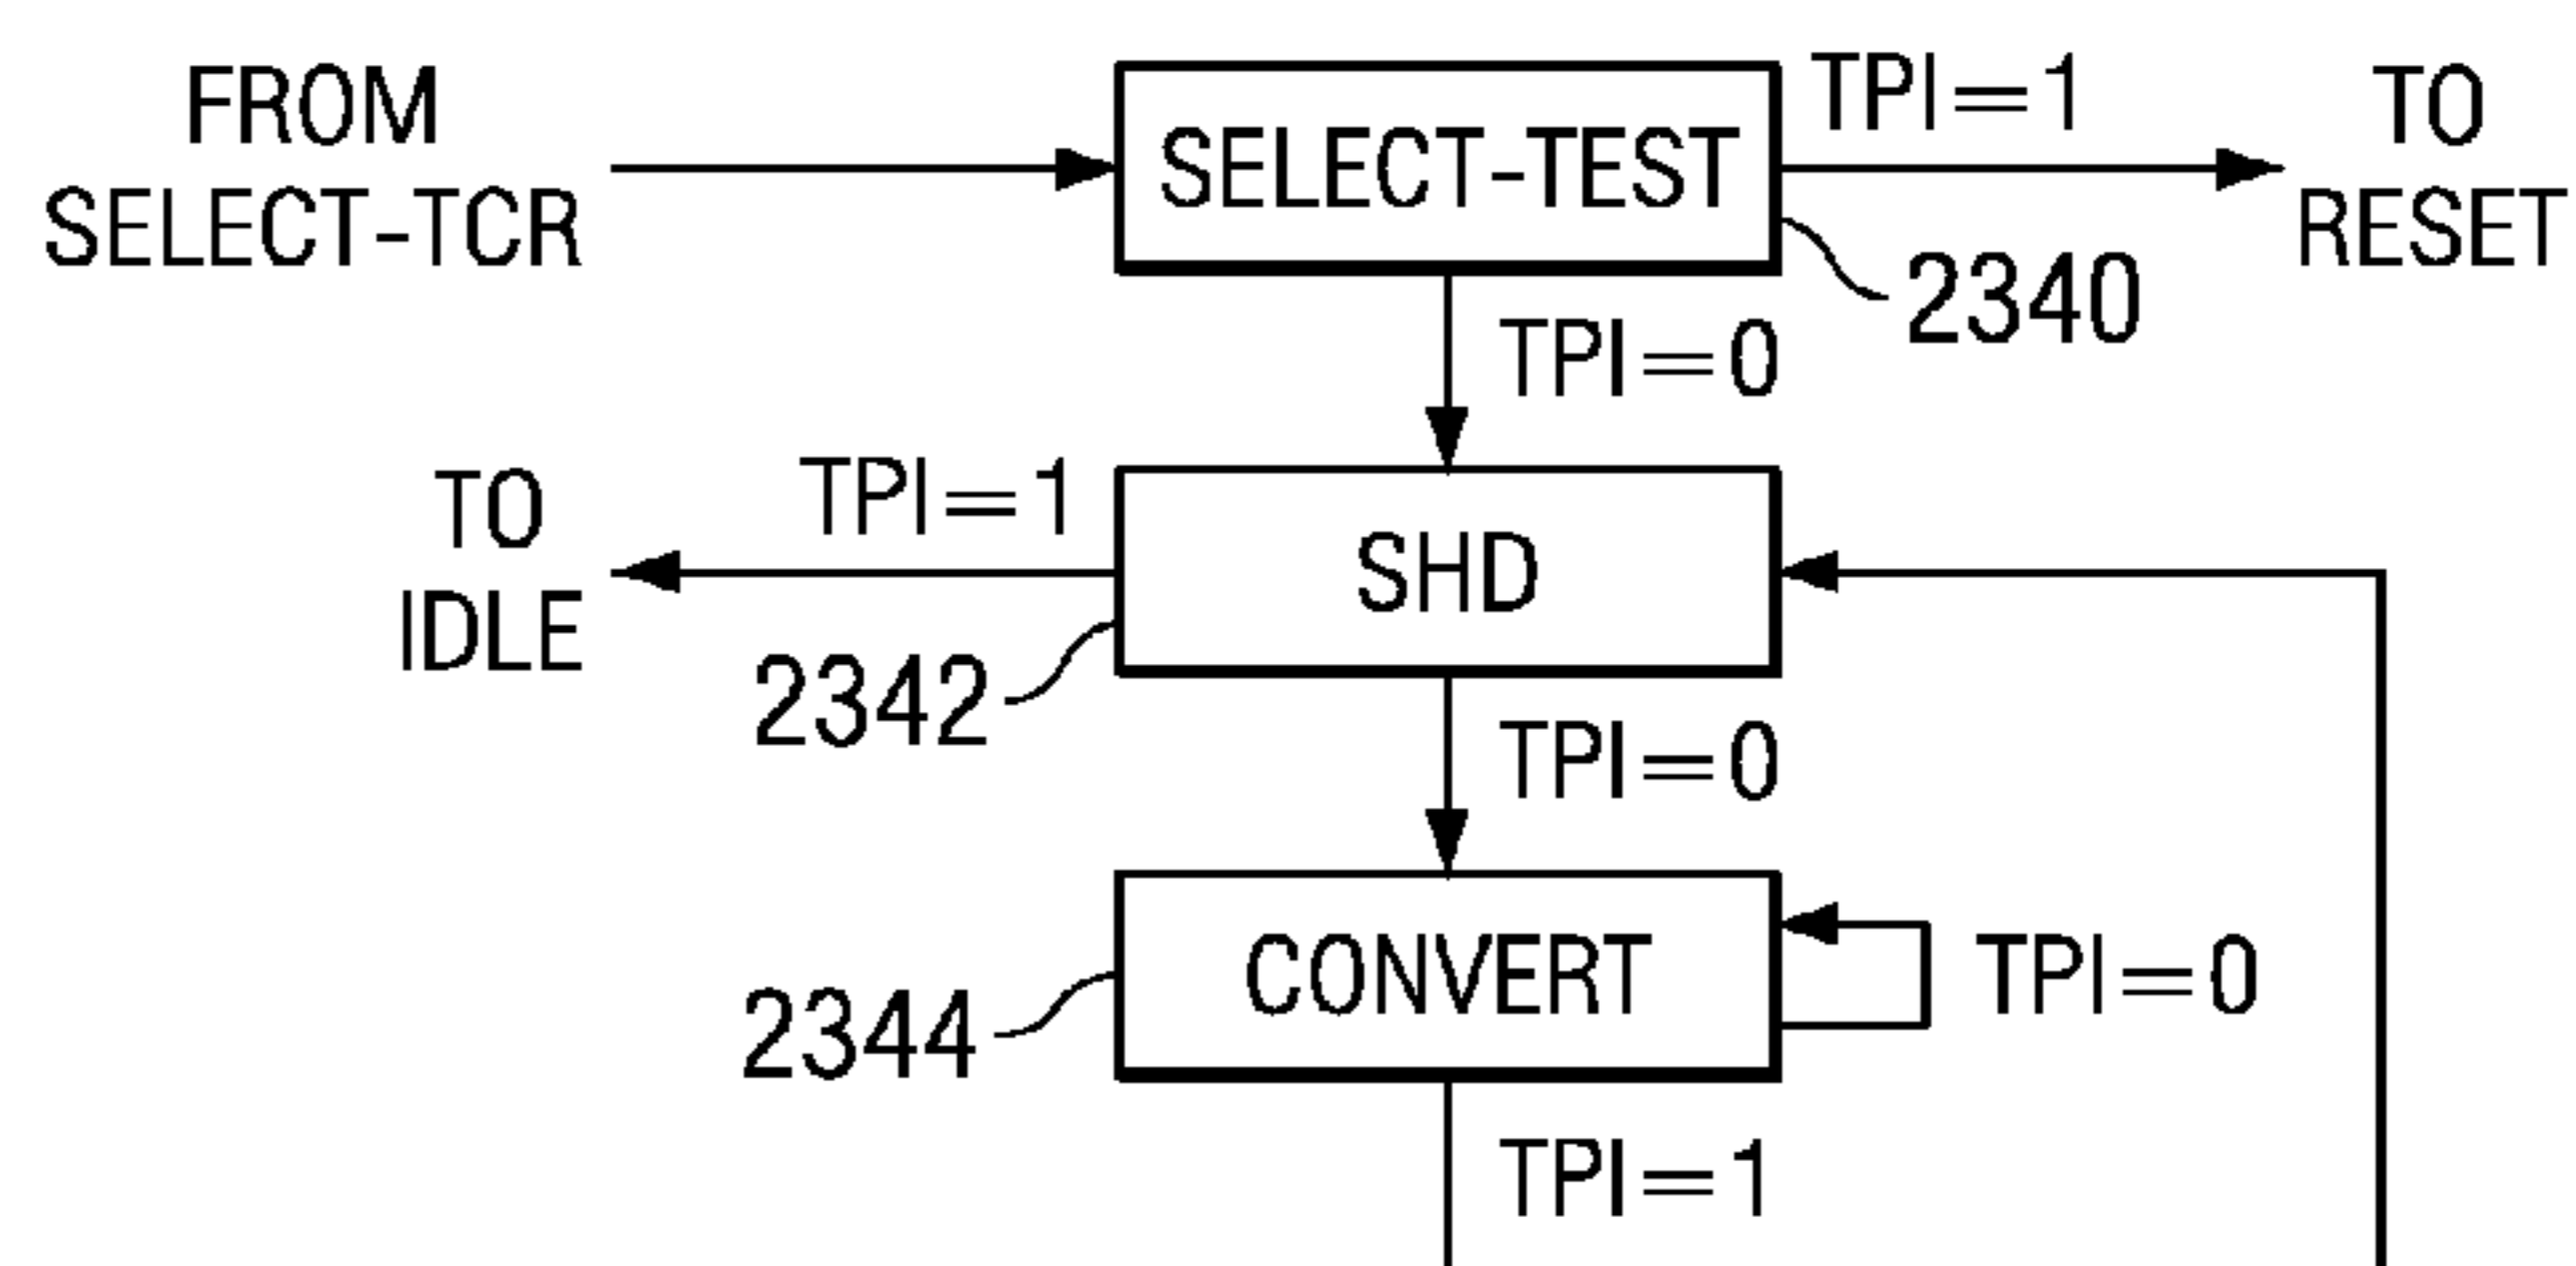 FROM
SELECT-TCR
SELECT-TEST
TPI=1
TO
RESET
2340
TPI=0
TO
IDLE
TPI=1
SHD
2342
TPI=0
CONVERT
TPI=0
2344
TPI=1